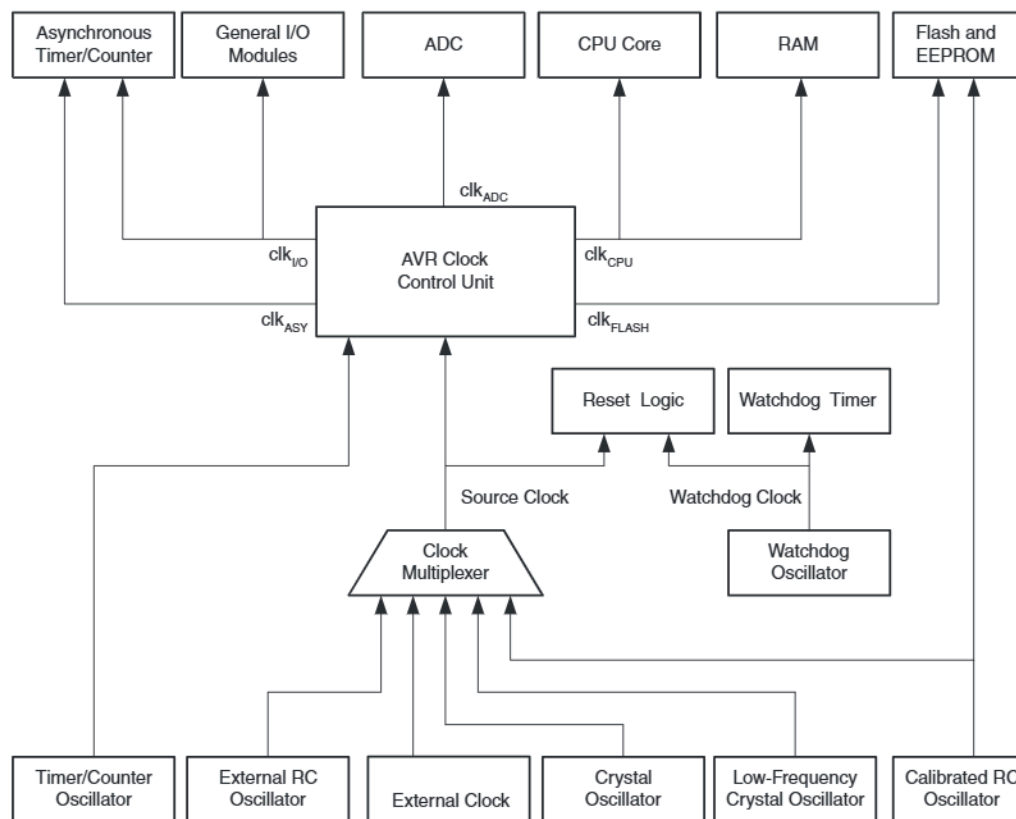 Asynchronous
Timer/Counter
General I/O
Modules
ADC
CPU Core
RAM
Flash and
EEPROM
clkADC
clkI/O
AVR Clock
Control Unit
clkCPU
clkASY
clkFLASH
Reset Logic
Watchdog Timer
Source Clock
Watchdog Clock
Clock
Multiplexer
Watchdog
Oscillator
Timer/Counter
Oscillator
External RC
Oscillator
External Clock
Crystal
Oscillator
Low-Frequency
Crystal Oscillator
Calibrated RC
Oscillator